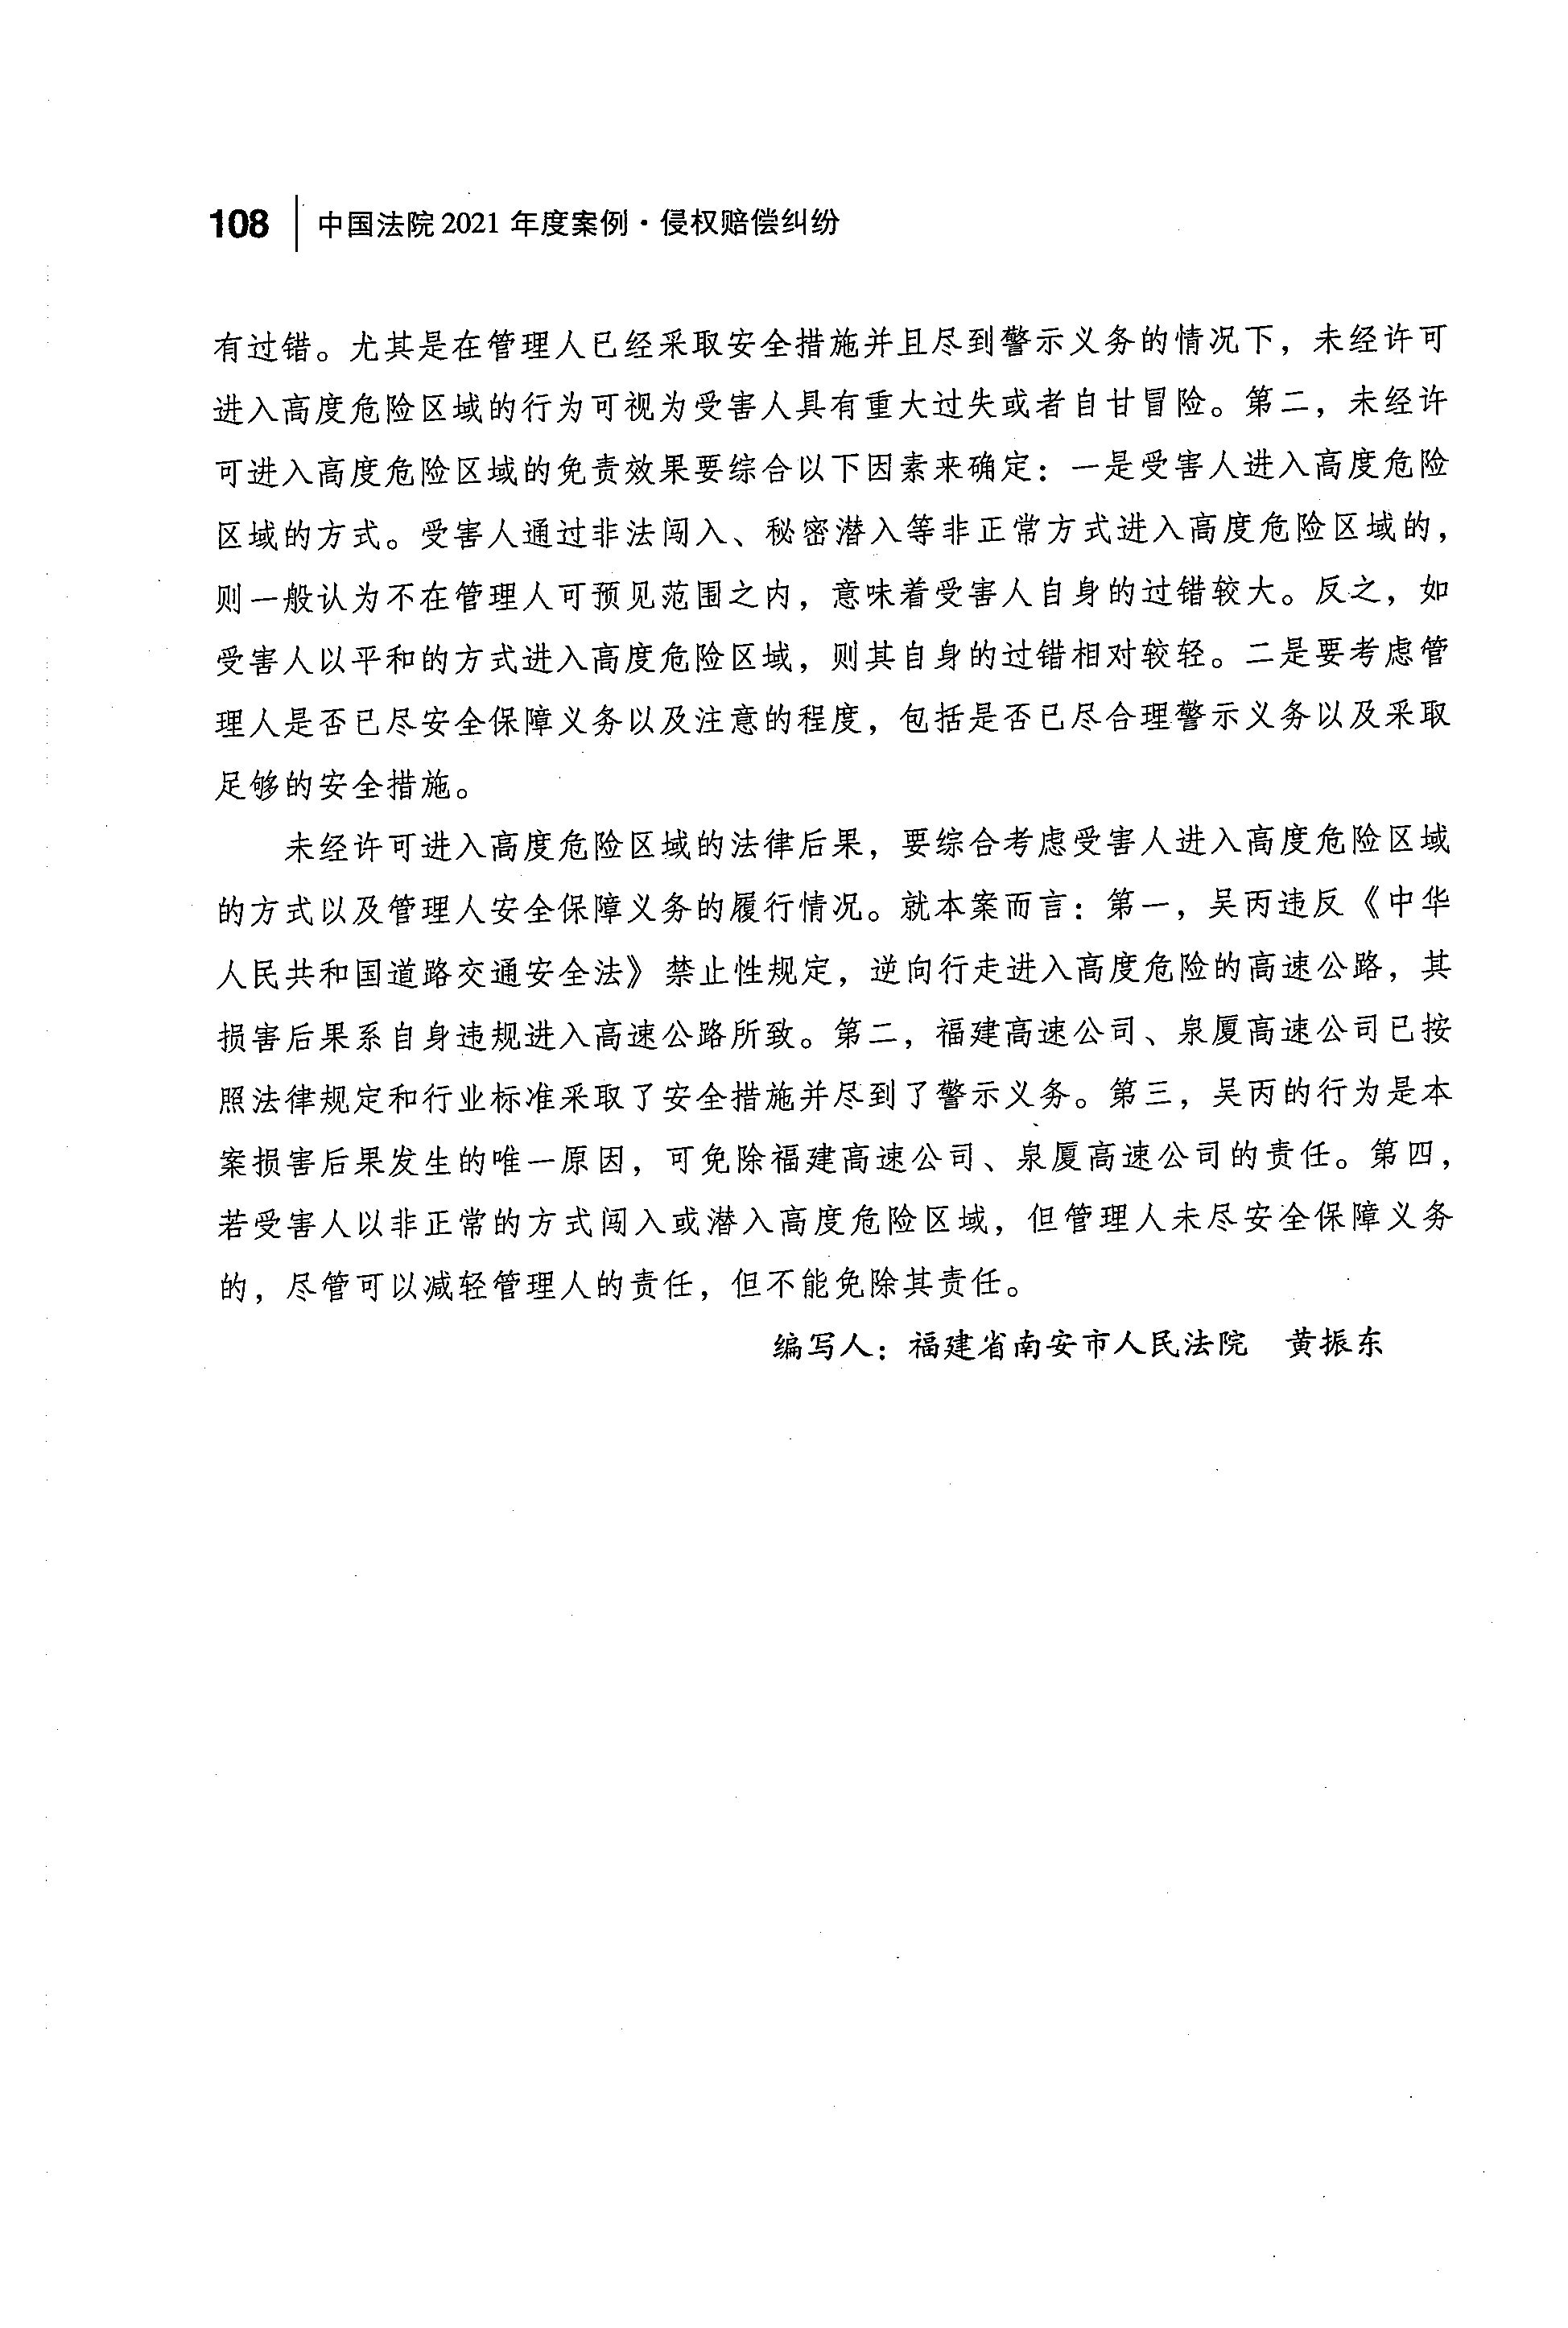 108 中国法院2021年度案例·侵权赔偿纠纷
有过错。尤其是在管理人已经采取安全措施并且尽到警示义务的情况下，未经许可
进入高度危险区域的行为可视为受害人具有重大过失或者自甘冒险。第二，未经许
可进入高度危险区域的免责效果要综合以下因素来确定：一是受害人进入高度危险
区域的方式。受害人通过非法闯入、秘密潜入等非正常方式进入高度危险区域的，
则一般认为不在管理人可预见范围之内，意味着受害人自身的过错较大。反之，如
受害人以平和的方式进入高度危险区域，则其自身的过错相对较轻。二是要考虑管
理人是否已尽安全保障义务以及注意的程度，包括是否已尽合理警示义务以及采取
足够的安全措施。
未经许可进入高度危险区域的法律后果，要综合考虑受害人进入高度危险区域
的方式以及管理人安全保障义务的履行情况。就本案而言：第一，吴丙违反《中华
人民共和国道路交通安全法》禁止性规定，逆向行走进入高度危险的高速公路，其
损害后果系自身违规进入高速公路所致。第二，福建高速公司、泉厦高速公司已按
照法律规定和行业标准采取了安全措施并尽到了警示义务。第三，吴丙的行为是本
案损害后果发生的唯一原因，可免除福建高速公司、泉厦高速公司的责任。第四，
若受害人以非正常的方式闯入或潜入高度危险区域，但管理人未尽安全保障义务
的，尽管可以减轻管理人的责任，但不能免除其责任。
编写人：福建省南安市人民法院 黄振东